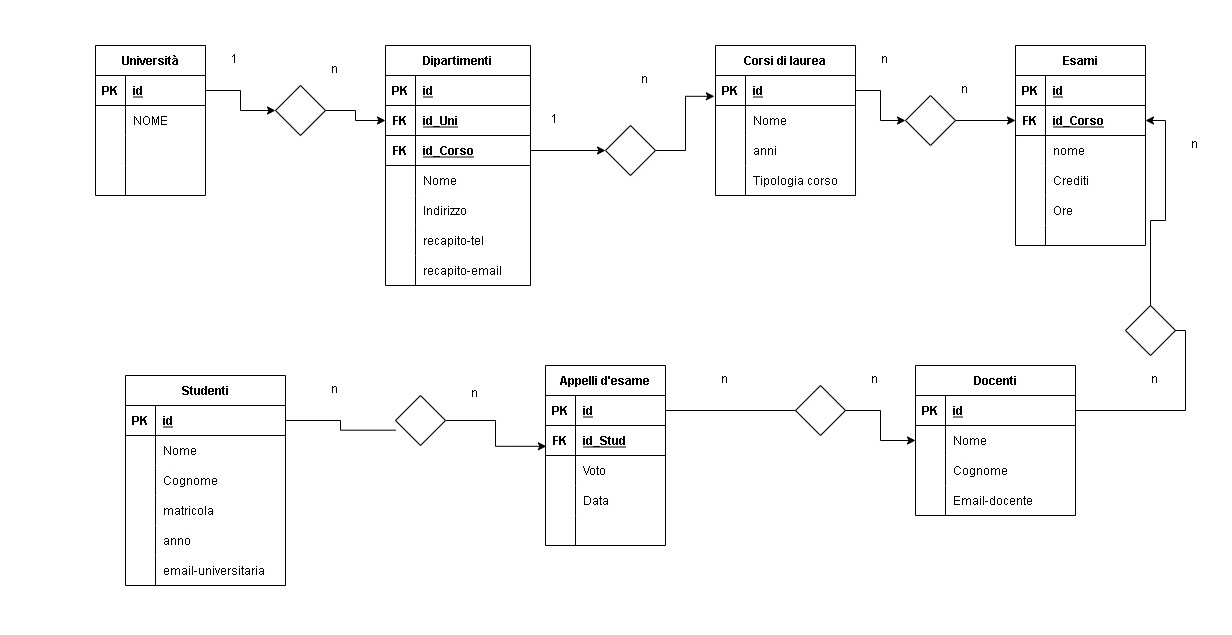 Università
PK id
NOME
1
n
Dipartimenti
PK id
FK id_Uni
FK id_Corso
Nome
Indirizzo
recapito-tel
recapito-email
1
n
Corsi di laurea
PK id
Nome
anni
Tipologia corso
n
n
Esami
PK id
FK id_Corso
nome
Crediti
Ore
n
Studenti
PK id
Nome
Cognome
matricola
anno
email-universitaria
n
n
Appelli d'esame
PK id
FK id_Stud
Voto
Data
n
n
Docenti
PK id
Nome
Cognome
Email-docente
n